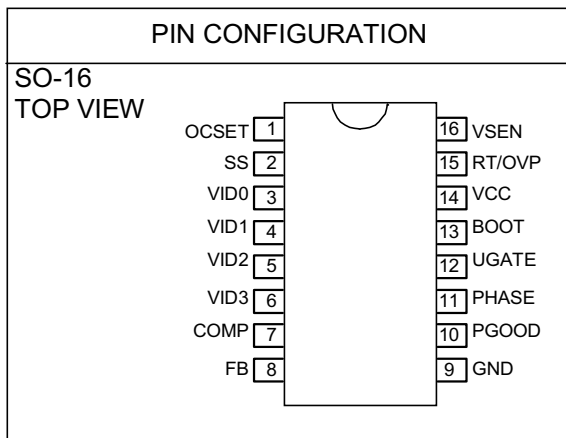 PIN CONFIGURATION
SO-16
TOP VIEW
OCSET 1 16 VSEN
SS 2 15 RT/OVP
VID0 3 14 VCC
VID1 4 13 BOOT
VID2 5 12 UGATE
VID3 6 11 PHASE
COMP 7 10 PGOOD
FB 8 9 GND